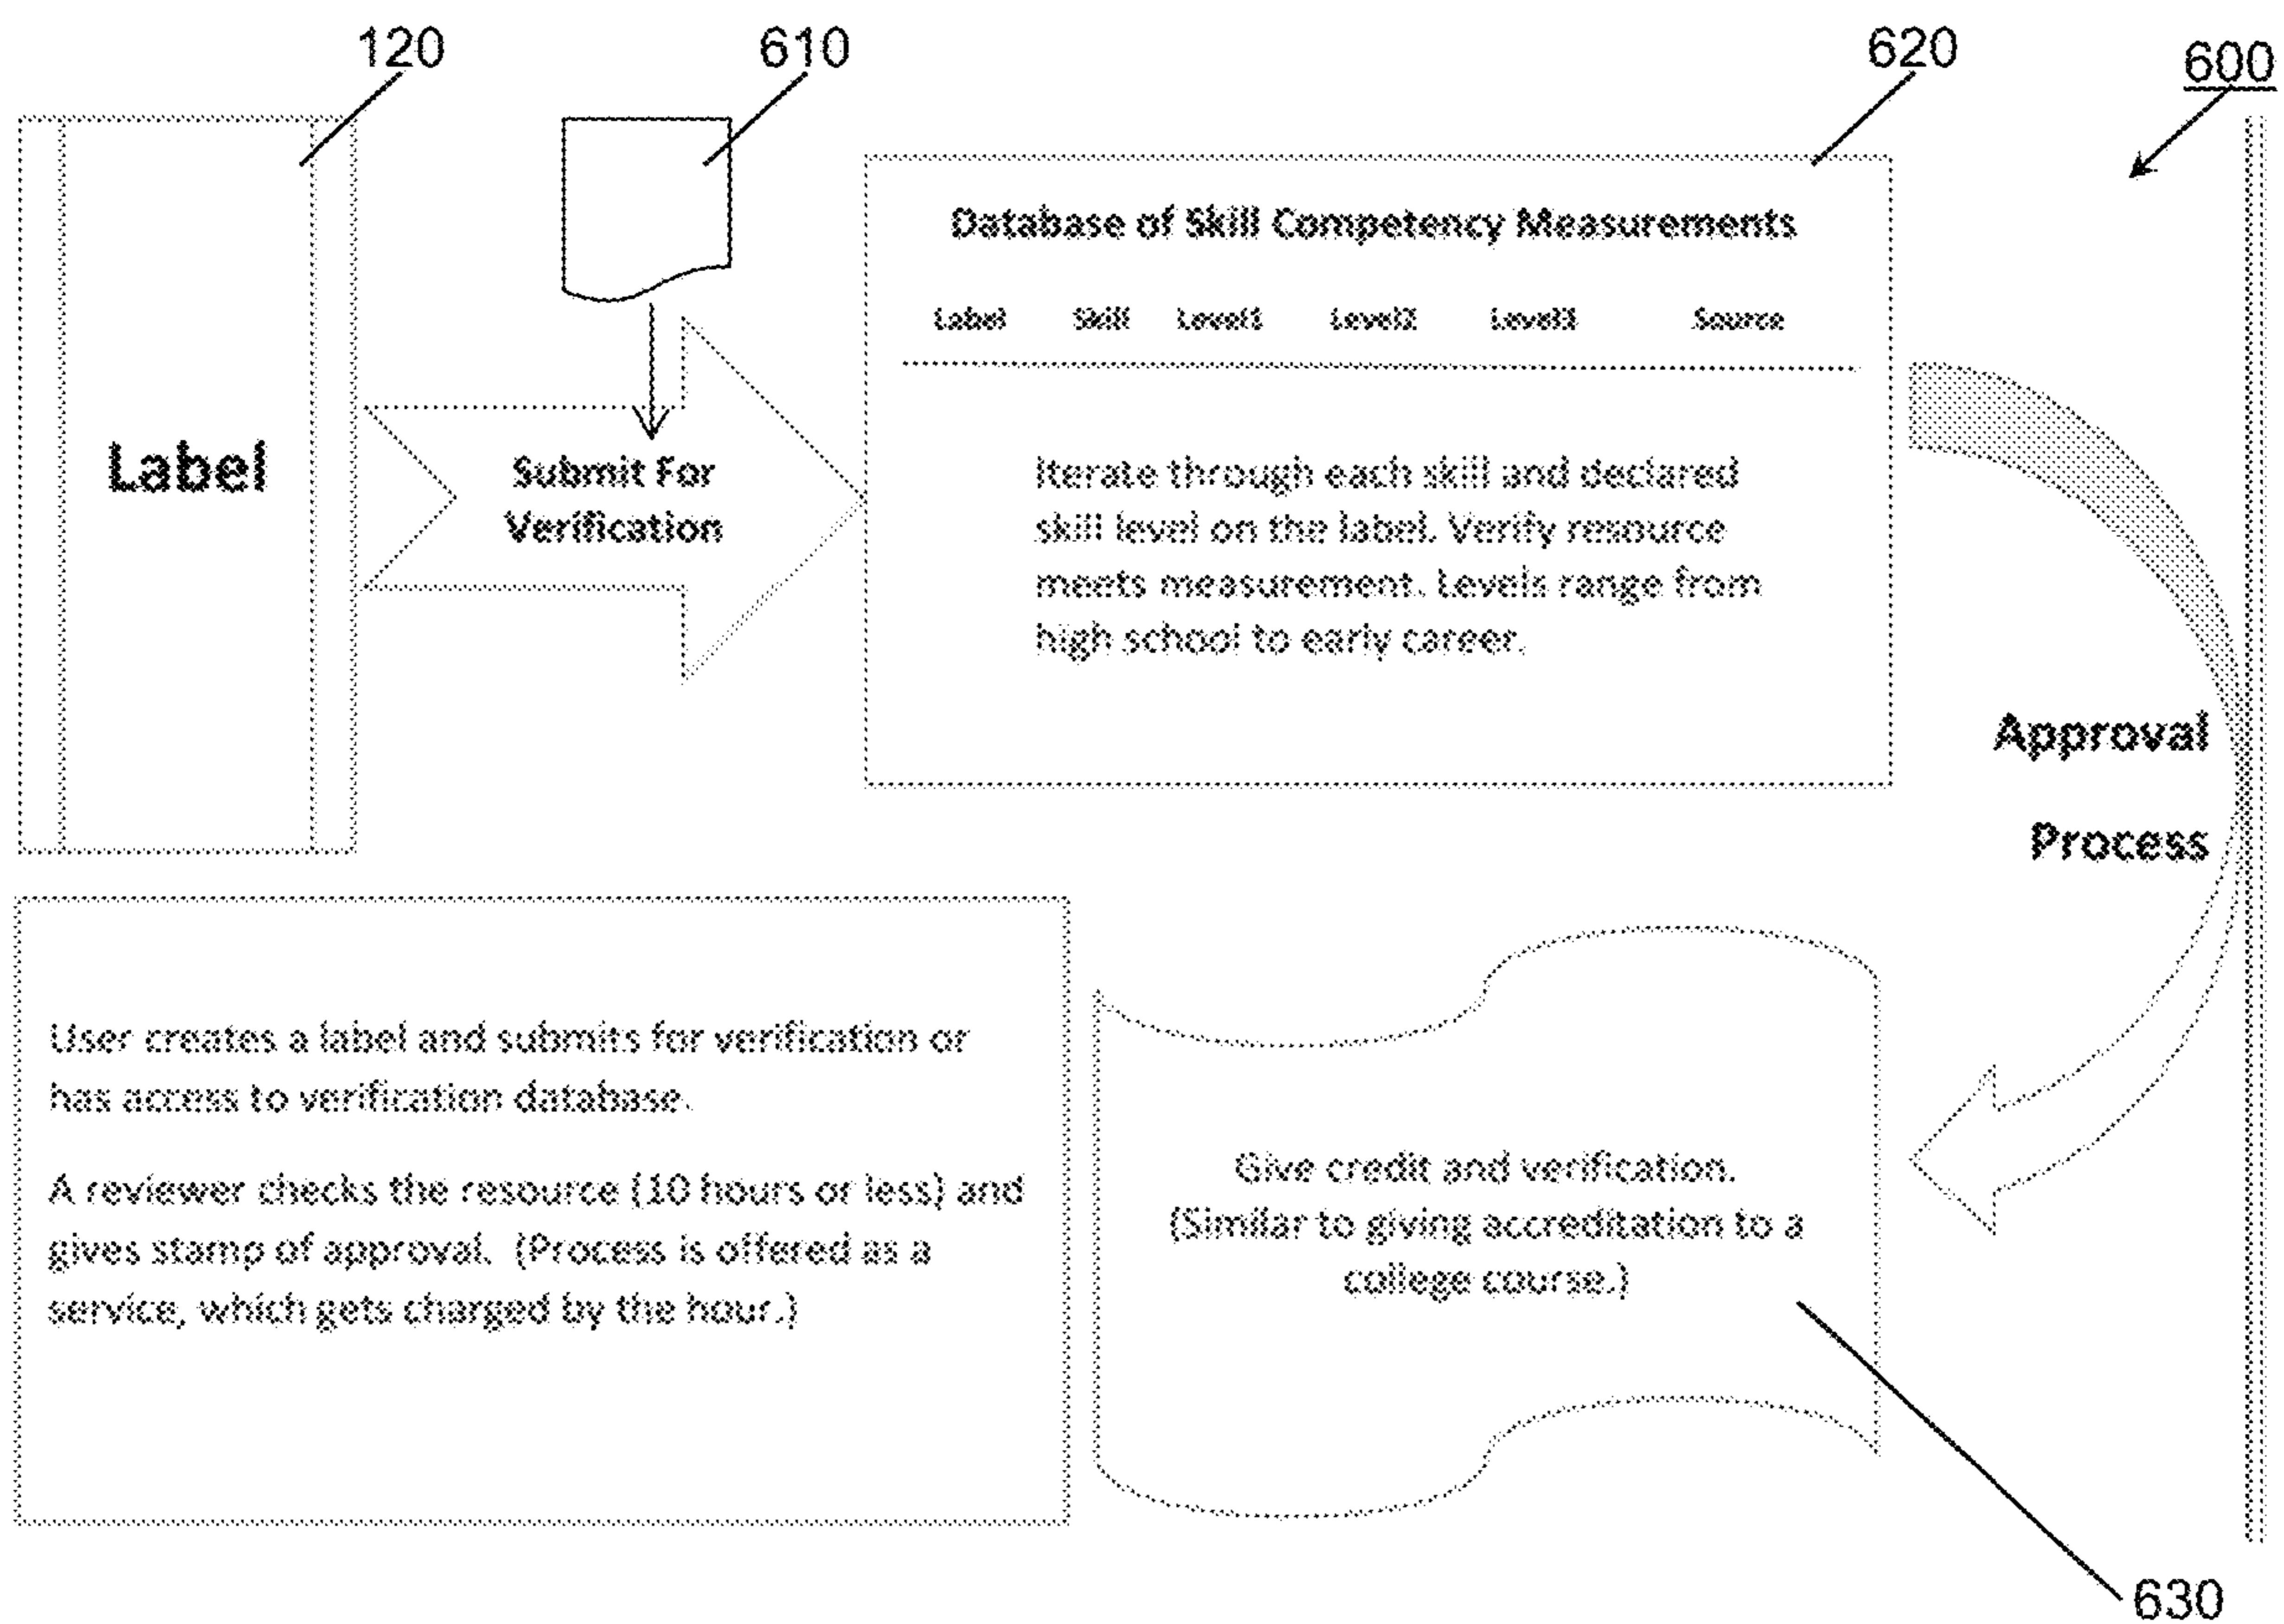 120
610
620
600
Database of Skill Competency Measurements
Label Skill Level1 Level2 Level3 Source
Label
Submit For
Verification
Iterate through each skill and declared
skill level on the label. Verify resource
meets measurement. Levels range from
high school to early career.
Approval
Process
User creates a label and submits for verification or
has access to verification database.
A reviewer checks the resource (10 hours or less) and
gives stamp of approval. (Process is offered as a
service, which gets charged by the hour.)
Give credit and verification.
(Similar to giving accreditation to a
college course.)
630